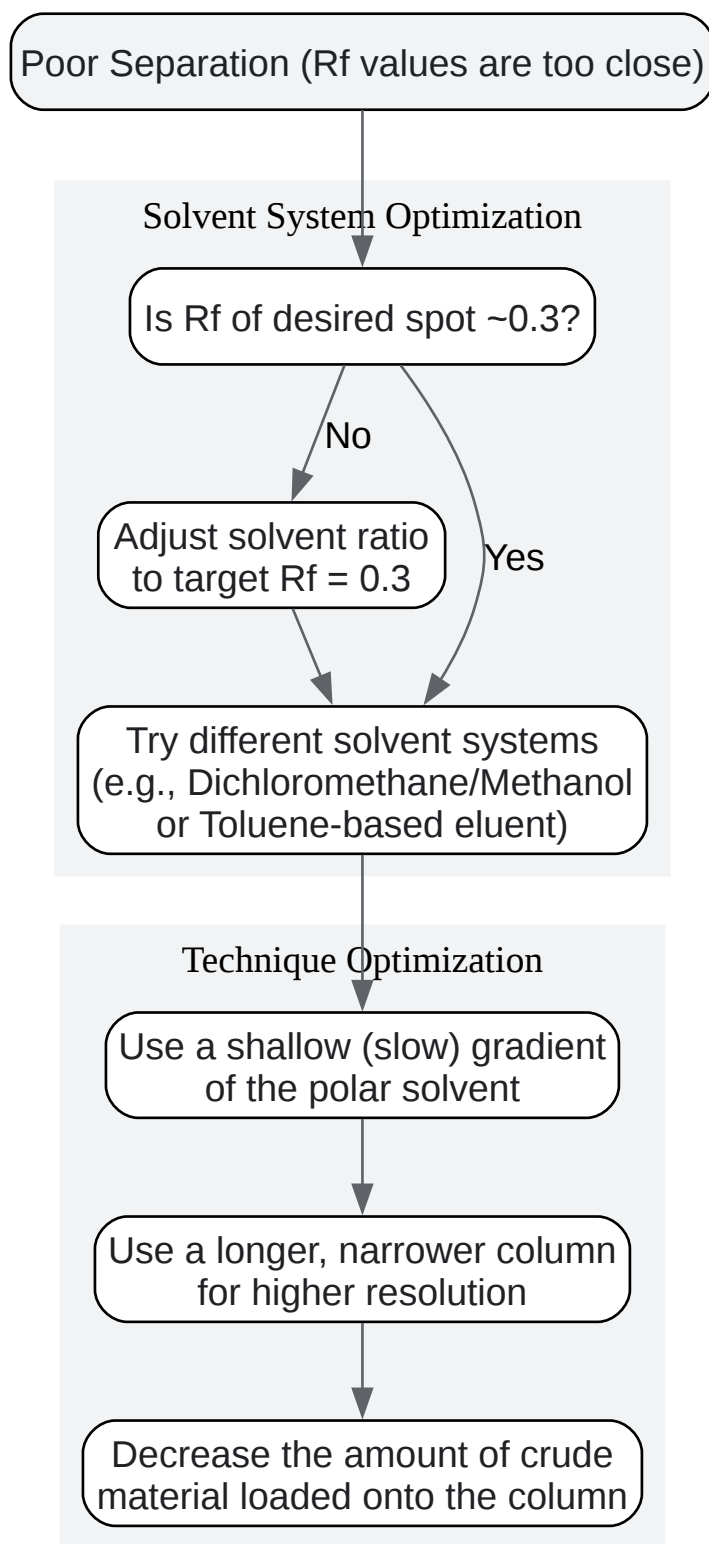 Poor Separation (Rf values are too close)
Solvent System Optimization
Is Rf of desired spot ~0.3?
No
Adjust solvent ratio
to target Rf = 0.3
Yes
Try different solvent systems
(e.g., Dichloromethane/Methanol
or Toluene-based eluent)
Technique Optimization
Use a shallow (slow) gradient
of the polar solvent
Use a longer, narrower column
for higher resolution
Decrease the amount of crude
material loaded onto the column